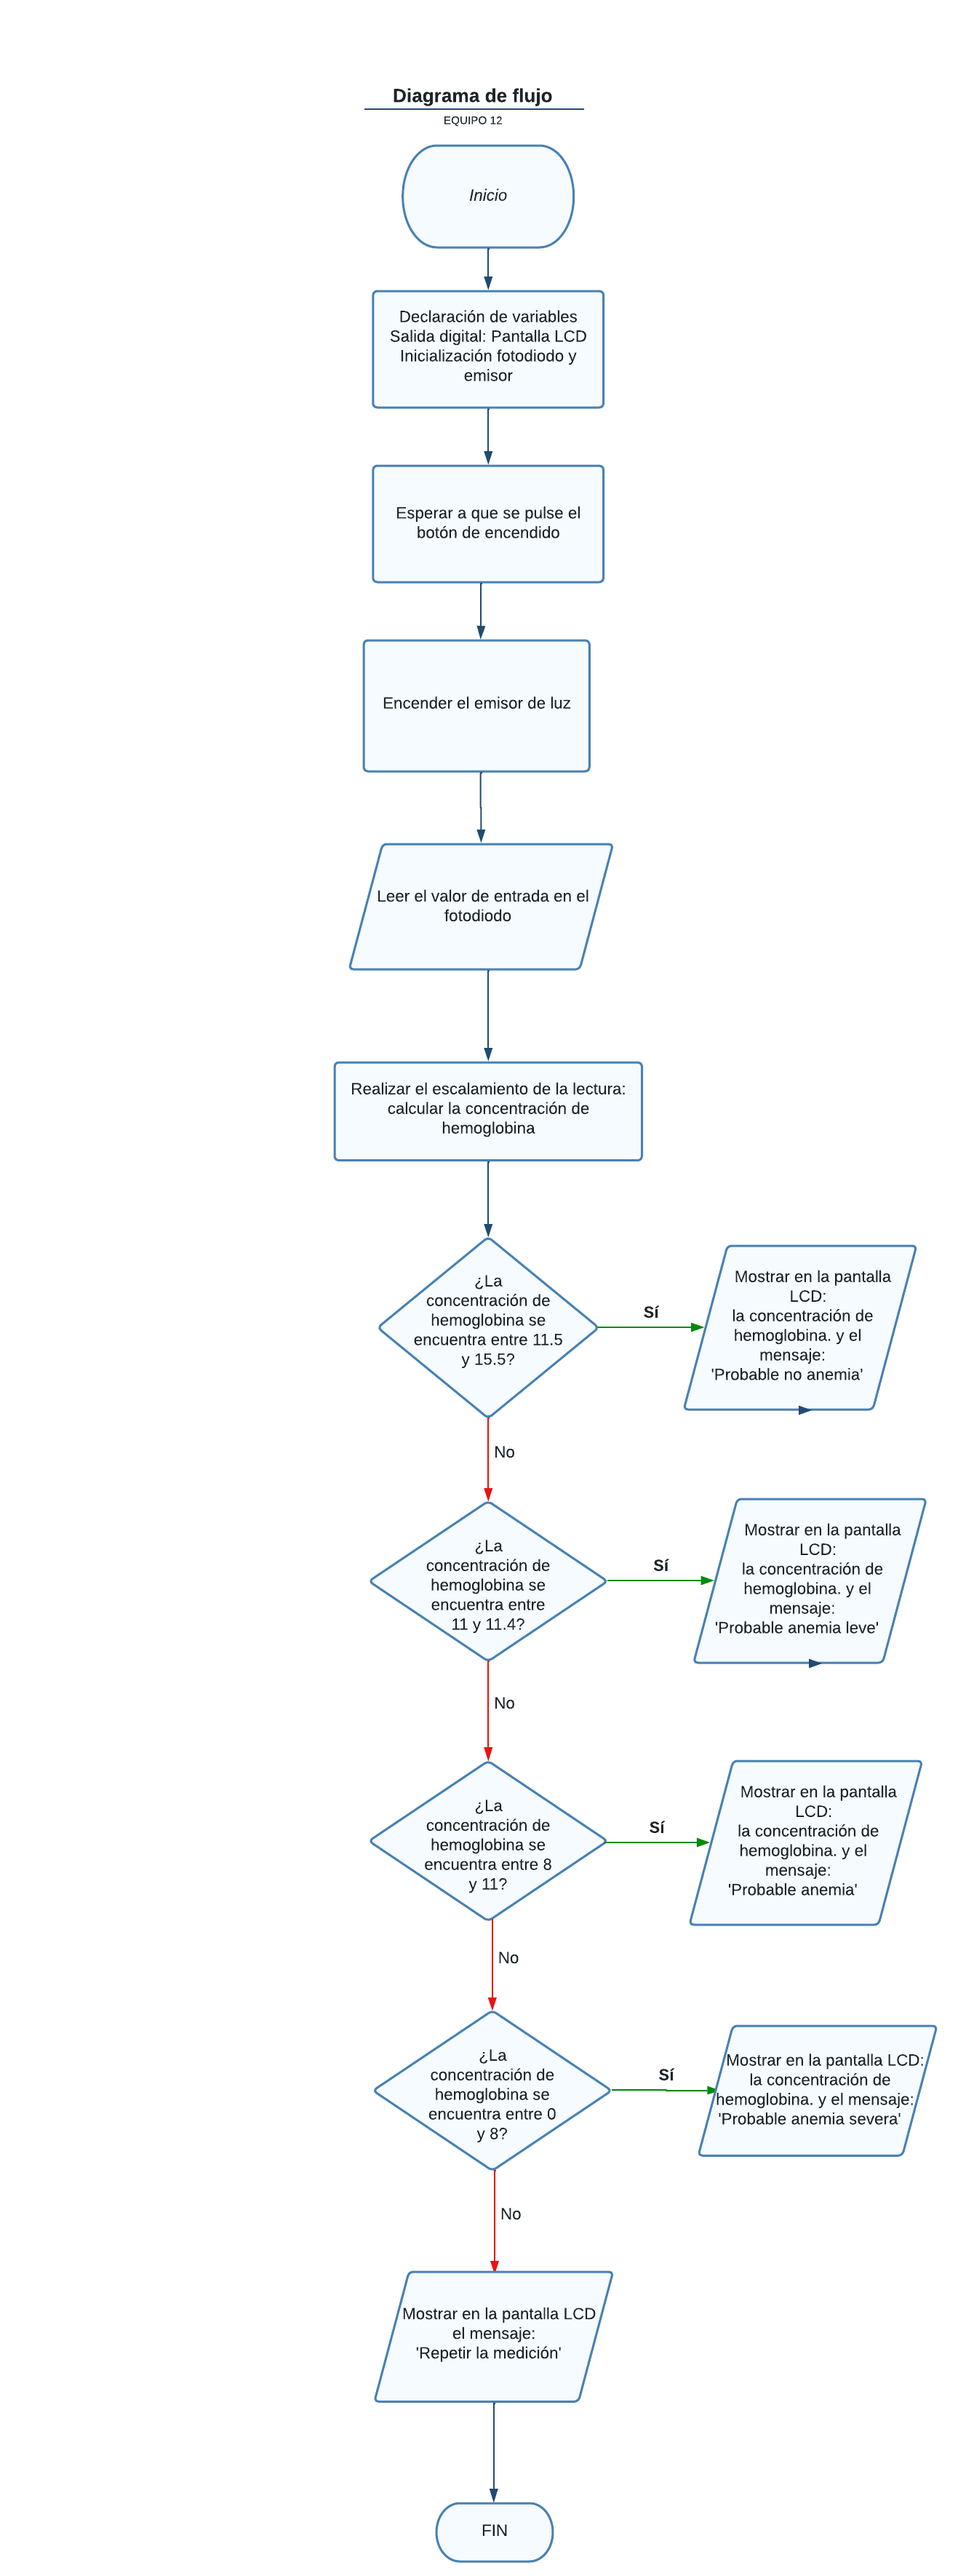 Diagrama de flujo
EQUIPO 12
Inicio
Declaración de variables
Salida digital: Pantalla LCD
Inicialización fotodiodo y
emisor
Esperar a que se pulse el
botón de encendido
Encender el emisor de luz
Leer el valor de entrada en el
fotodiodo
Realizar el escalamiento de la lectura:
calcular la concentración de
hemoglobina
¿La
concentración de
hemoglobina se
encuentra entre 11.5
y 15.5?
Sí
Mostrar en la pantalla
LCD:
la concentración de
hemoglobina. y el
mensaje:
'Probable no anemia'
No
¿La
concentración de
hemoglobina se
encuentra entre
11 y 11.4?
Sí
Mostrar en la pantalla
LCD:
la concentración de
hemoglobina. y el
mensaje:
'Probable anemia leve'
No
¿La
concentración de
hemoglobina se
encuentra entre 8
y 11?
Sí
Mostrar en la pantalla
LCD:
la concentración de
hemoglobina. y el
mensaje:
'Probable anemia'
No
¿La
concentración de
hemoglobina se
encuentra entre 0
y 8?
Sí
Mostrar en la pantalla LCD:
la concentración de
hemoglobina. y el mensaje:
'Probable anemia severa'
No
Mostrar en la pantalla LCD
el mensaje:
'Repetir la medición'
FIN